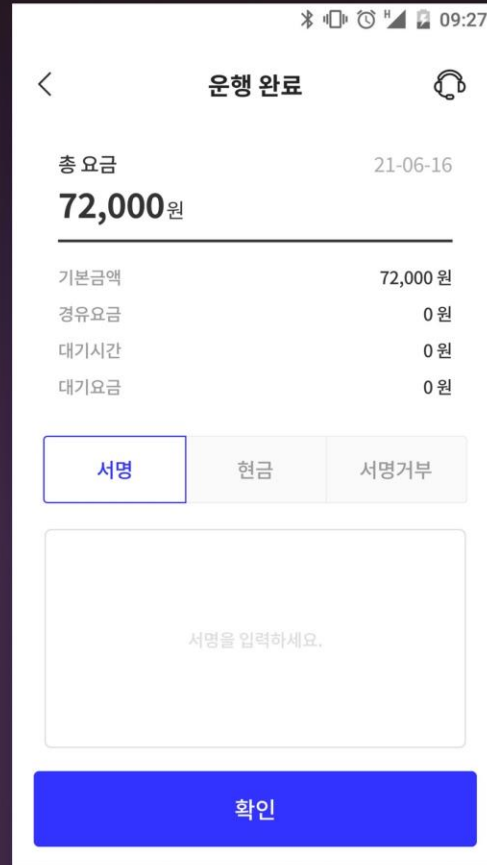 H 09:27
운행 완료
총 요금 21-06-16
72,000원
기본금액 72,000 원
경유요금 0 원
대기시간 0 원
대기요금 0 원
서명 현금 서명거부
서명을 입력하세요.
확인